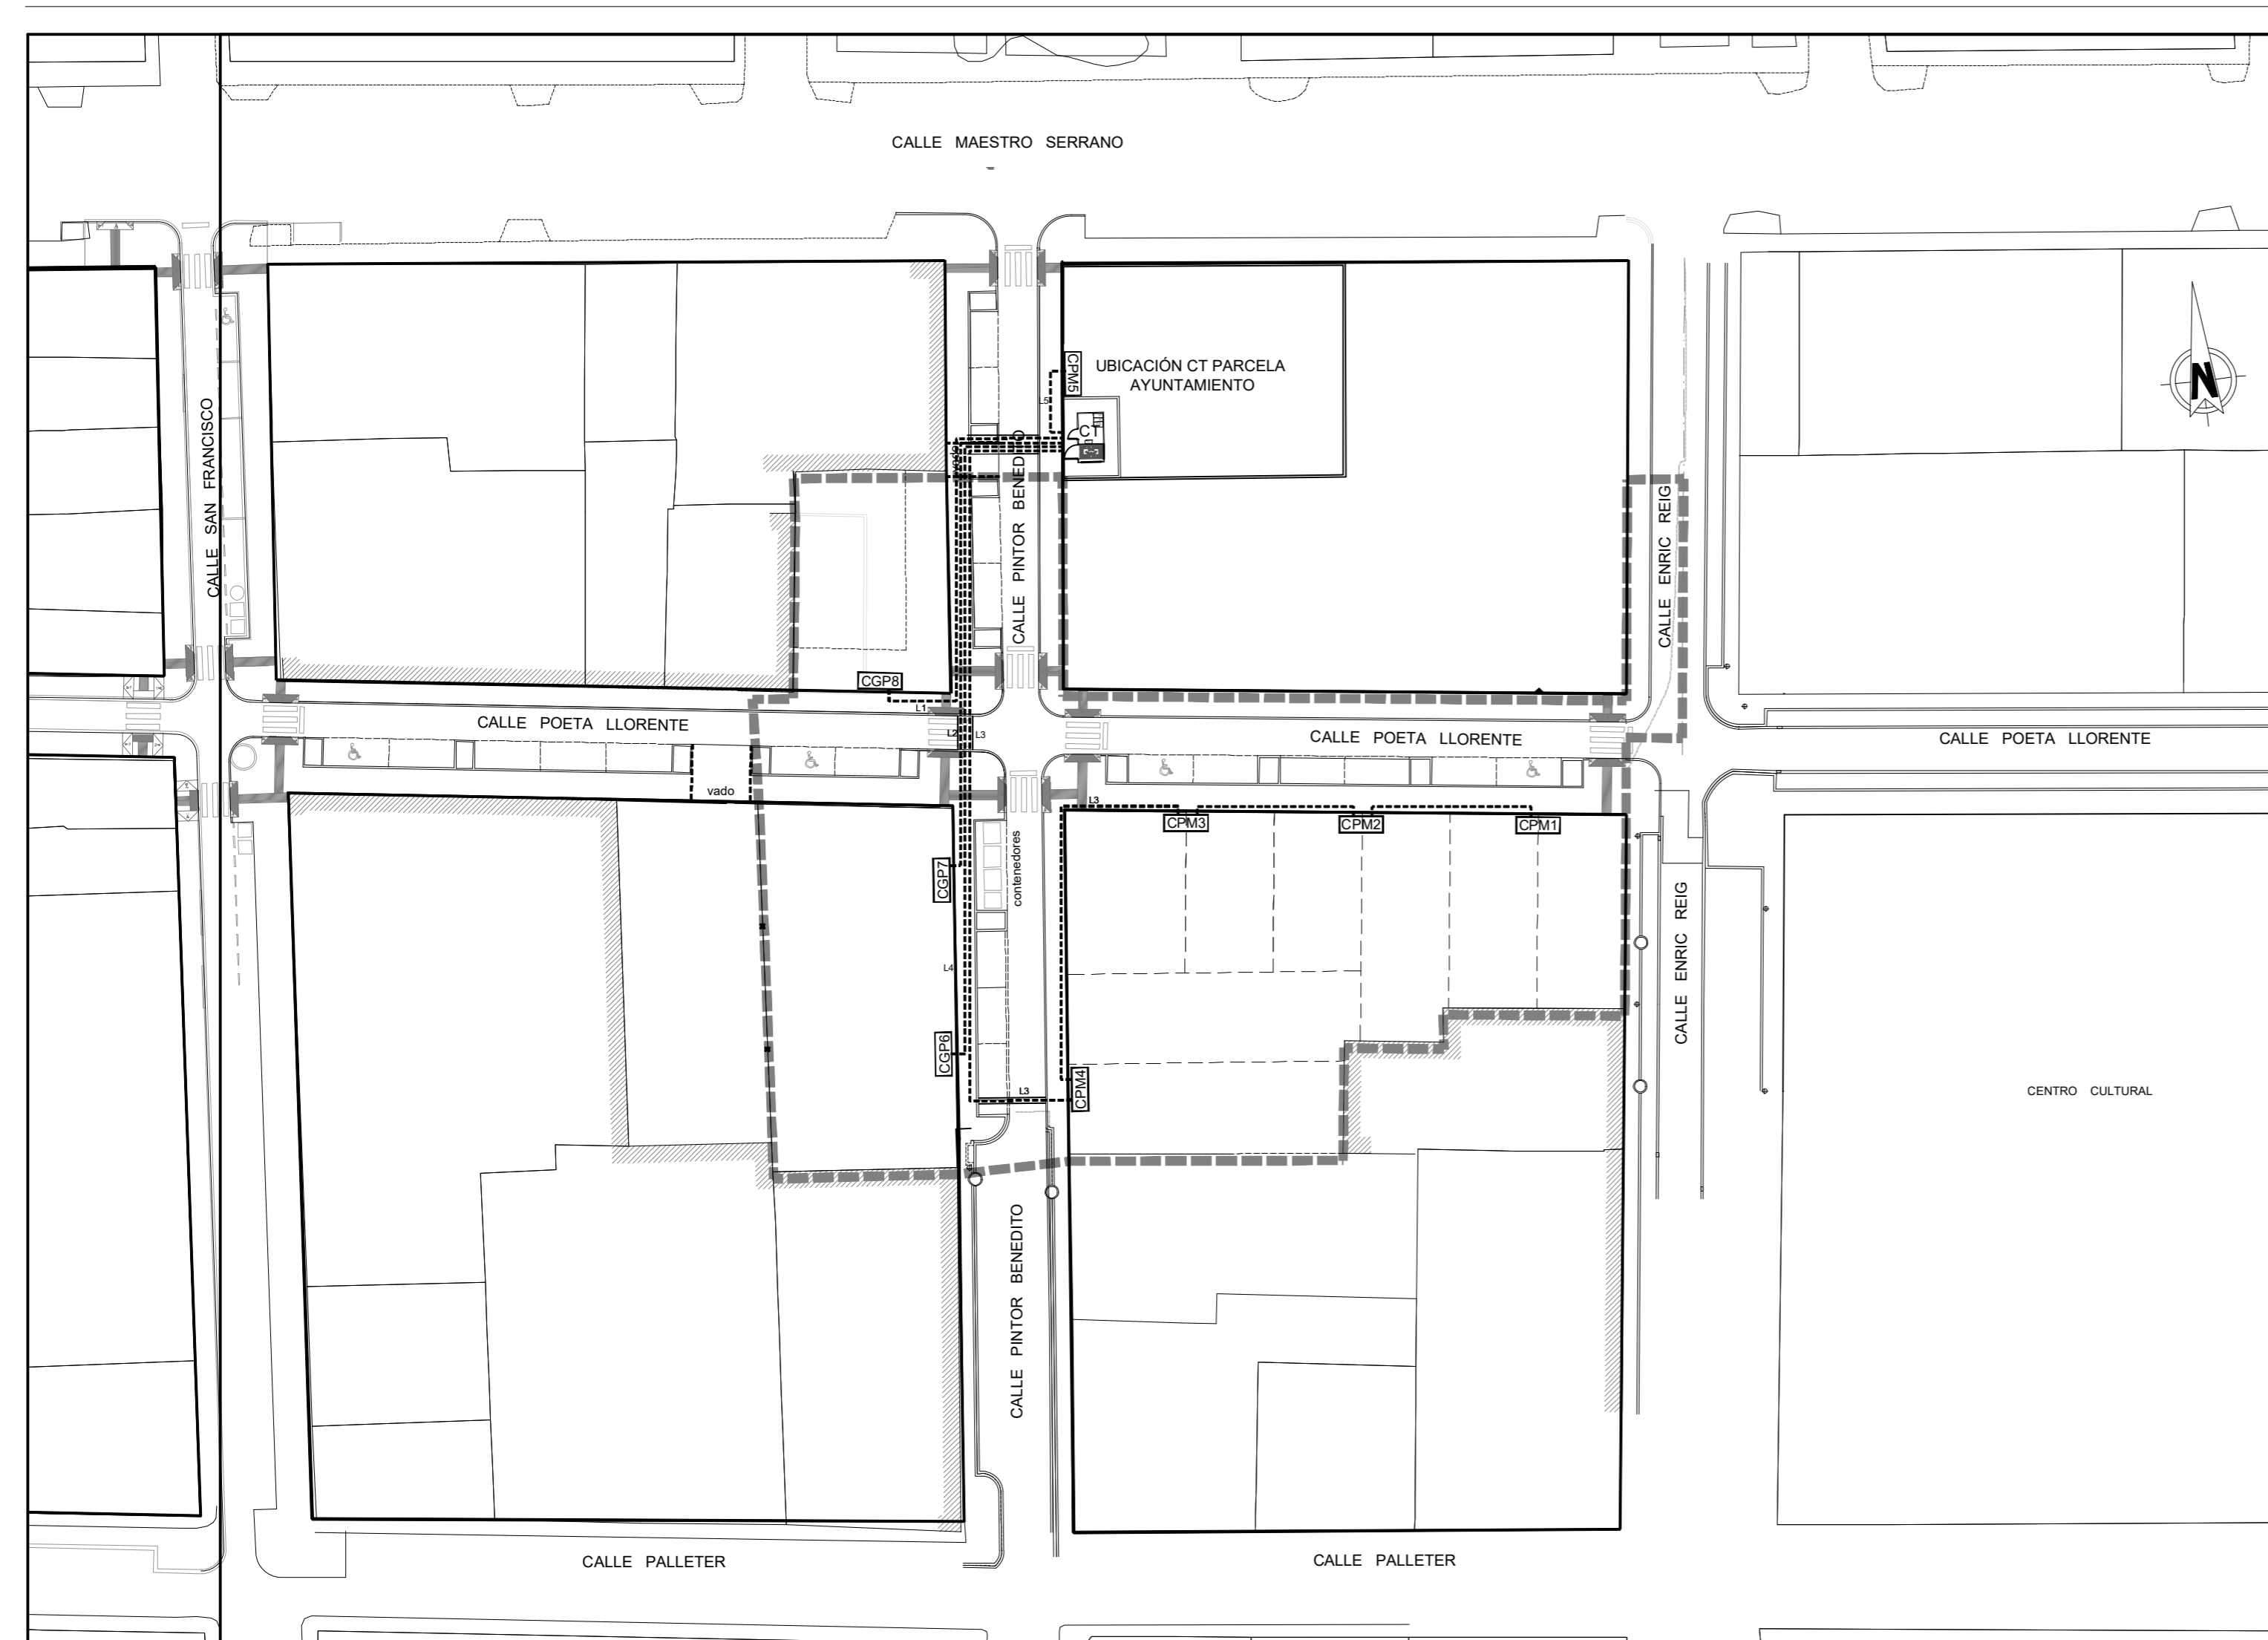 CALLE MAESTRO SERRANO
UBICACIÓN CT PARCELA
AYUNTAMIENTO
CPM5
L5
CT
N
CALLE SAN FRANCISCO
CALLE PINTOR BENEDITO
CALLE ENRIC REIG
CGP8
L1
CALLE POETA LLORENTE
L2
L3
CALLE POETA LLORENTE
CALLE POETA LLORENTE
vado
L3
CPM3
CPM2
CPM1
contenedores
CGP7
L4
CALLE ENRIC REIG
CGP6
CPM4
L3
CENTRO CULTURAL
CALLE PINTOR BENEDITO
CALLE PALLETER
CALLE PALLETER